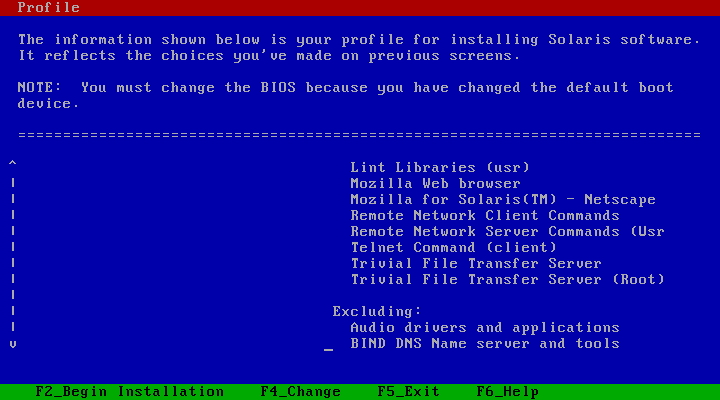 Profile
The information shown below is your profile for installing Solaris software.
It reflects the choices you've made on previous screens.
NOTE:  You must change the BIOS because you have changed the default boot
device.
============================================================================
Lint Libraries (usr)
Mozilla Web browser
Mozilla for Solaris(TM) - Netscape
Remote Network Client Commands
Remote Network Server Commands (Usr
Telnet Command (client)
Trivial File Transfer Server
Trivial File Transfer Server (Root)
Excluding:
Audio drivers and applications
BIND DNS Name server and tools
F2_Begin Installation    F4_Change    F5_Exit    F6_Help